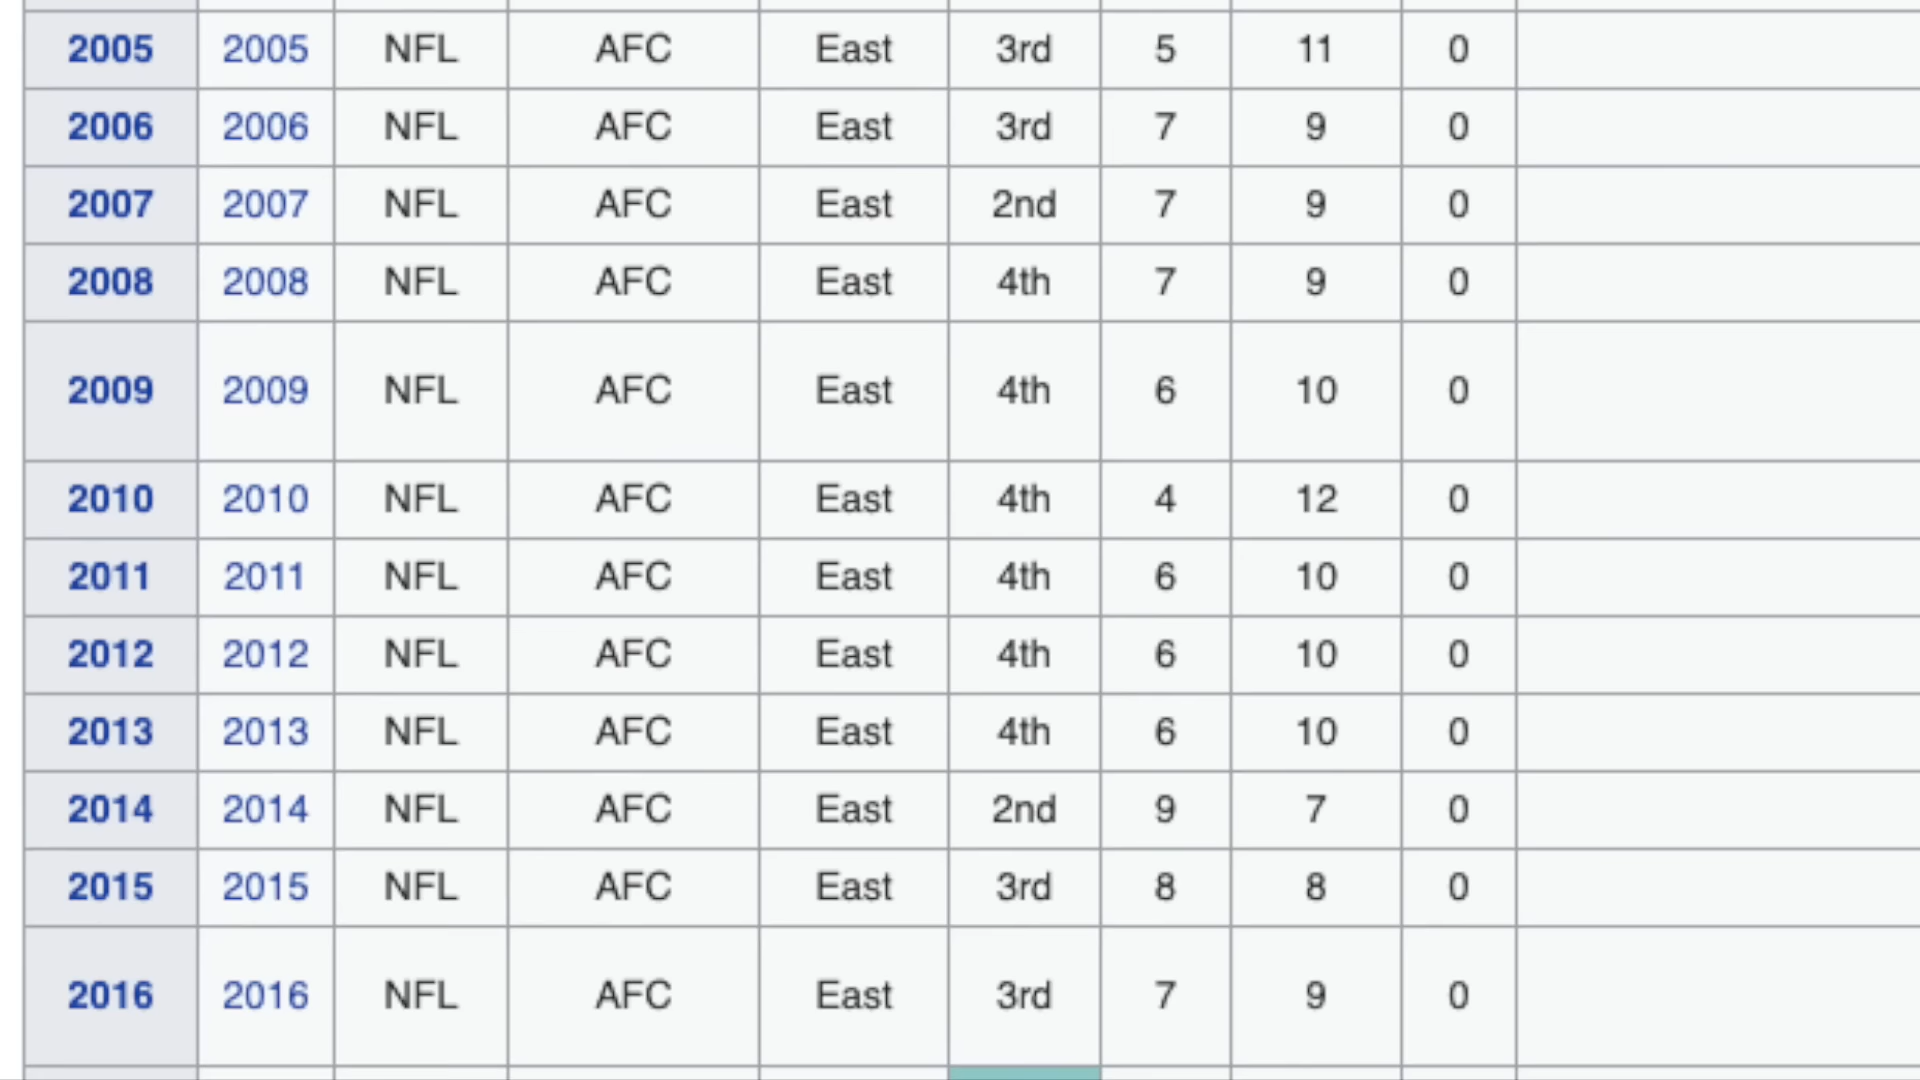 2005 2005 NFL AFC East 3rd 5 11 0
2006 2006 NFL AFC East 3rd 7 9 0
2007 2007 NFL AFC East 2nd 7 9 0
2008 2008 NFL AFC East 4th 7 9 0
2009 2009 NFL AFC East 4th 6 10 0
2010 2010 NFL AFC East 4th 4 12 0
2011 2011 NFL AFC East 4th 6 10 0
2012 2012 NFL AFC East 4th 6 10 0
2013 2013 NFL AFC East 4th 6 10 0
2014 2014 NFL AFC East 2nd 9 7 0
2015 2015 NFL AFC East 3rd 8 8 0
2016 2016 NFL AFC East 3rd 7 9 0